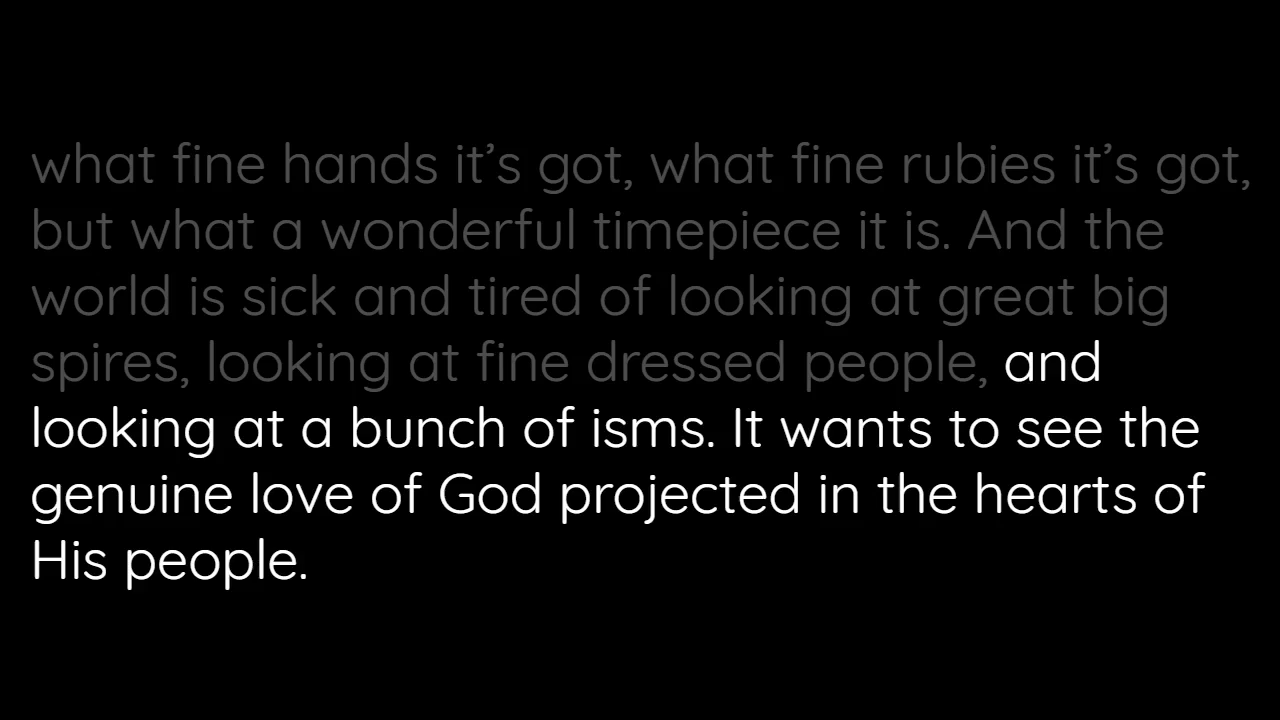 what fine hands it’s got, what fine rubies it’s got,
but what a wonderful timepiece it is. And the
world is sick and tired of looking at great big
spires, looking at fine dressed people, and
looking at a bunch of isms. It wants to see the
genuine love of God projected in the hearts of
His people.